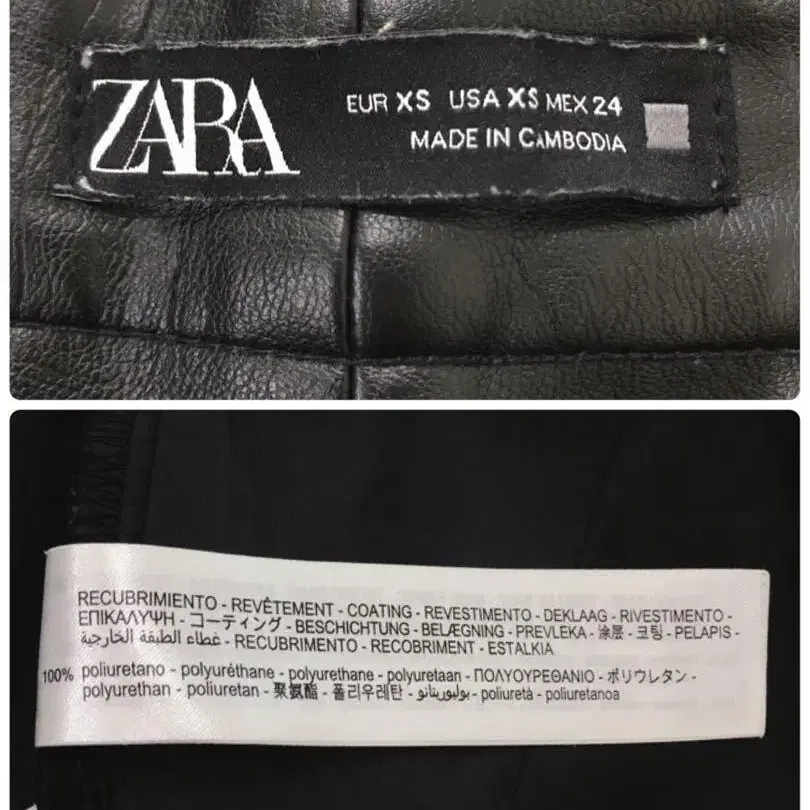 ZARA
EUR XS USA XS MEX 24
MADE IN CAMBODIA
RECUBRIMIENTO - REVÊTEMENT - COATING - REVESTIMENTO - DEKLAAG - RIVESTIMENTO -
ΕΠΙΚΑΛΥΨΗ - コーティング - BESCHICHTUNG - BELÆGNING - PREVLEKA - 涂层 - 코팅 - PELAPIS -
غطاء الطبقة الخارجية - RECUBRIMENTO - RECOBRIMENT - ESTALKIA
100% poliuretano - polyuréthane - polyurethane - polyurethaan - ΠΟΛΥΟΥΡΕΘΑΝΙΟ - ポリウレタン -
polyurethan - poliuretan - 聚氨酯 - 폴리우레탄 - بوليوريتانو - poliuretà - poliuretanoa